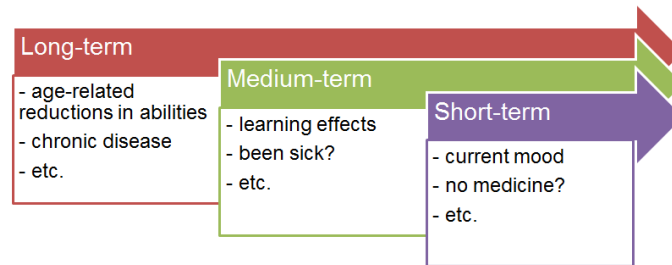 Long-term
- age-related
reductions in abilities
- chronic disease
- etc.
Medium-term
- learning effects
- been sick?
- etc.
Short-term
- current mood
- no medicine?
- etc.